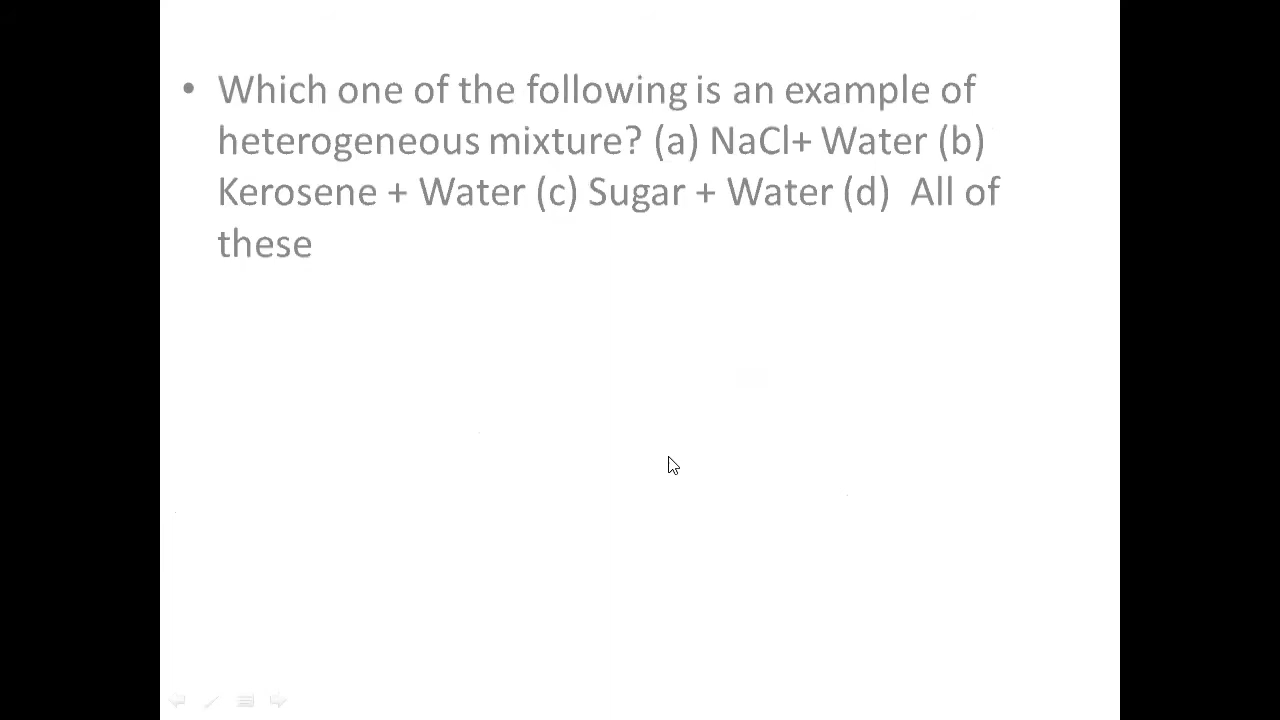 • Which one of the following is an example of
heterogeneous mixture? (a) NaCl+ Water (b)
Kerosene + Water (c) Sugar + Water (d)  All of
these